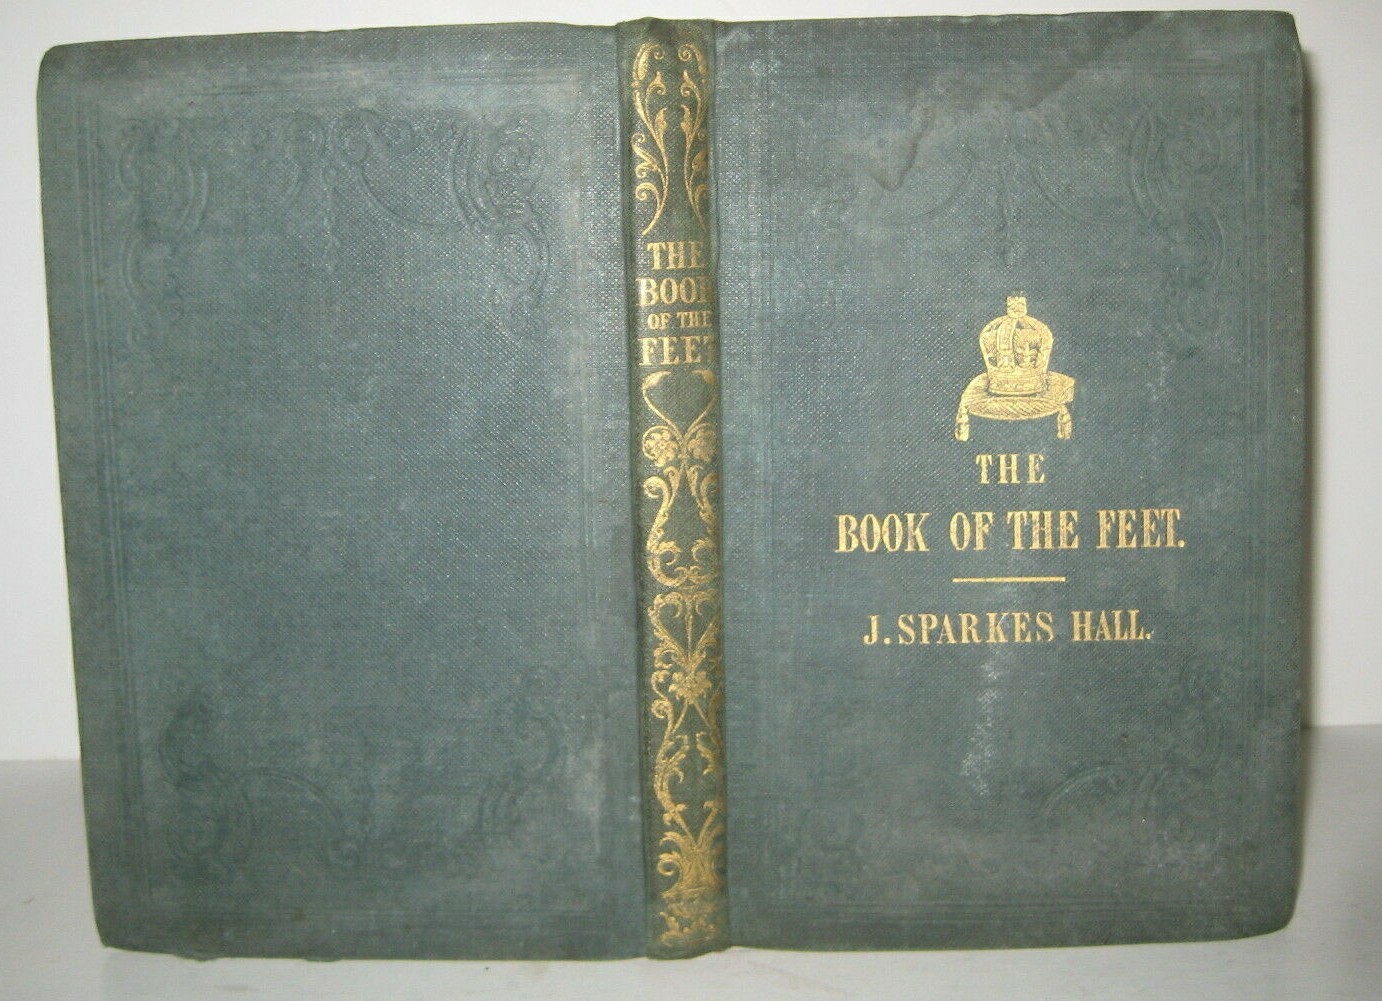 THE
BOOK
OF THE
FEET
THE
BOOK OF THE FEET.
J. SPARKES HALL.